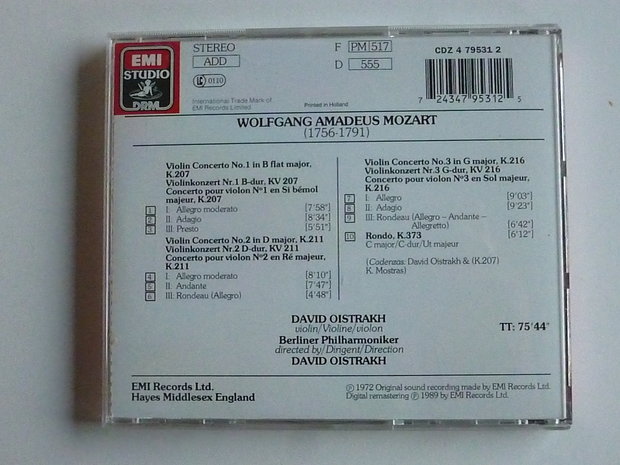 EMI
STUDIO
DRM
STEREO
ADD
LC 0110
International Trade Mark of
EMI Records Limited
F PM 517
D 555
Printed in Holland
CDZ 4 79531 2
7 24347 95312 5
WOLFGANG AMADEUS MOZART
(1756-1791)
Violin Concerto No.1 in B flat major,
K.207
Violinkonzert Nr.1 B-dur, KV 207
Concerto pour violon Nº1 en Si bémol
majeur, K.207
1 I: Allegro moderato [7'58"]
2 II: Adagio [8'34"]
3 III: Presto [5'51"]
Violin Concerto No.2 in D major, K.211
Violinkonzert Nr.2 D-dur, KV 211
Concerto pour violon Nº2 en Ré majeur,
K.211
4 I: Allegro moderato [8'10"]
5 II: Andante [7'47"]
6 III: Rondeau (Allegro) [4'48"]
Violin Concerto No.3 in G major, K.216
Violinkonzert Nr.3 G-dur, KV 216
Concerto pour violon Nº3 en Sol majeur,
K.216
7 I: Allegro [9'03"]
8 II: Adagio [9'23"]
9 III: Rondeau (Allegro – Andante –
Allegretto) [6'42"]
10 Rondo, K.373 [6'12"]
C major/C-dur/Ut majeur
(Cadenzas: David Oistrakh & (K.207)
K. Mostras)
DAVID OISTRAKH
violin/Violine/violon
Berliner Philharmoniker
directed by/Dirigent/Direction
DAVID OISTRAKH
TT: 75'44"
EMI Records Ltd.
Hayes Middlesex England
℗ 1972 Original sound recording made by EMI Records Ltd.
Digital remastering ℗ 1989 by EMI Records Ltd.